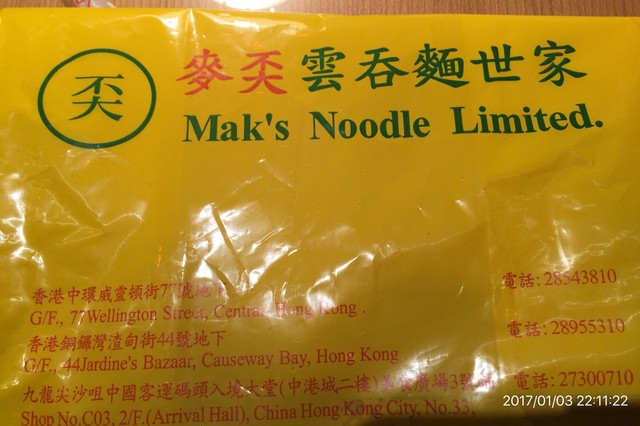 奀
麥奀雲吞麵世家
Mak's Noodle Limited.
香港中環威靈頓街77號地下
電話: 28543810
G/F., 77Wellington Street, Central, Hong Kong .
香港銅鑼灣渣甸街44號地下
電話: 28955310
G/F., 44Jardine's Bazaar, Causeway Bay, Hong Kong
九龍尖沙咀中國客運碼頭入境大堂(中港城二樓)美食廣場3號
電話: 27300710
Shop No.C03, 2/F.(Arrival Hall), China Hong Kong City, No.33,
2017/01/03 22:11:22